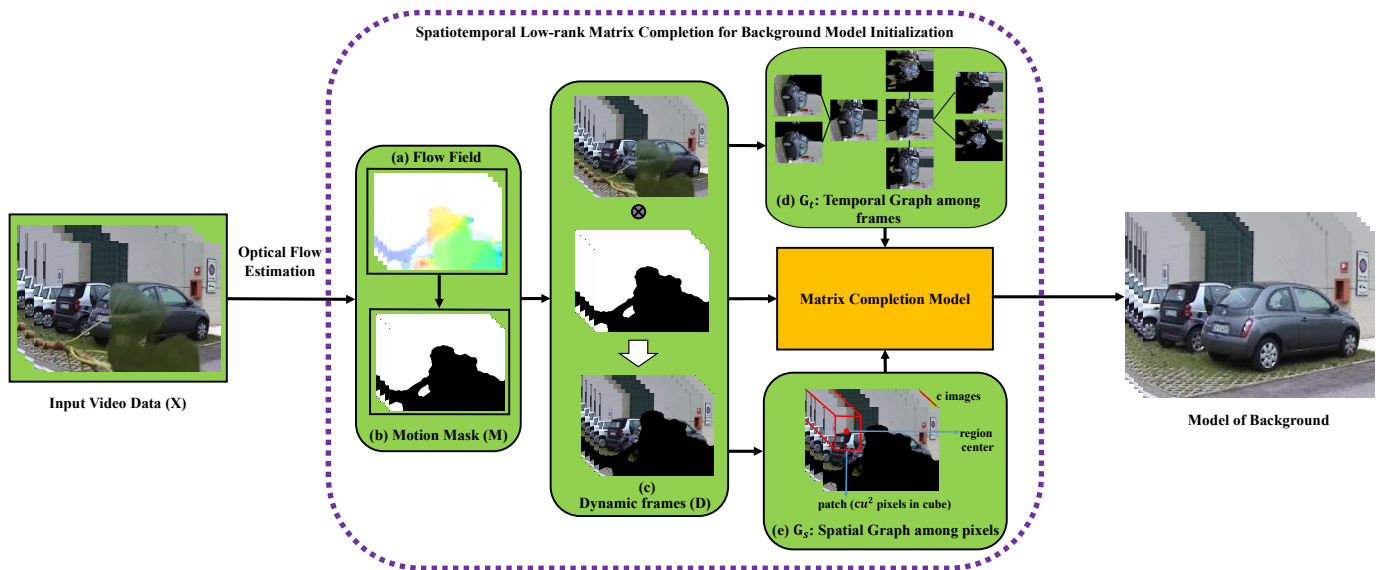 Spatiotemporal Low-rank Matrix Completion for Background Model Initialization
Input Video Data (X)
Optical Flow
Estimation
(a) Flow Field
(b) Motion Mask (M)
(c)
Dynamic frames (D)
(d) G𝑡: Temporal Graph among
frames
Matrix Completion Model
c images
region
center
patch (c𝑢² pixels in cube)
(e) G𝑠: Spatial Graph among pixels
Model of Background